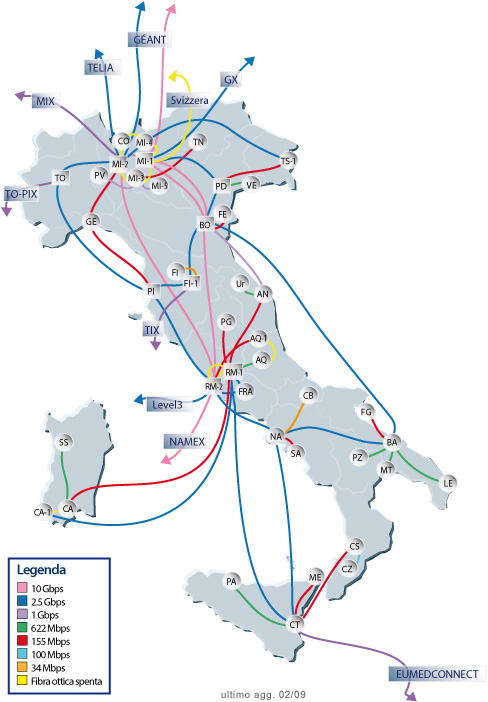 GÉANT
TELIA
GX
MIX
Svizzera
CO
MI-4
TN
MI-2
MI-1
TS-1
TO
PV
MI-3
MI-5
PD
VE
TO-PIX
GE
FE
BO
FI
Ur
PI
FI-1
AN
TIX
PG
AQ-1
AQ
RM-1
RM-2
FRA
Level3
CB
FG
NAMEX
NA
BA
SS
SA
PZ
MT
LE
CA-1
CA
CS
CZ
PA
ME
CT
Legenda
10 Gbps
2.5 Gbps
1 Gbps
622 Mbps
155 Mbps
100 Mbps
34 Mbps
Fibra ottica spenta
EUMEDCONNECT
ultimo agg. 02/09